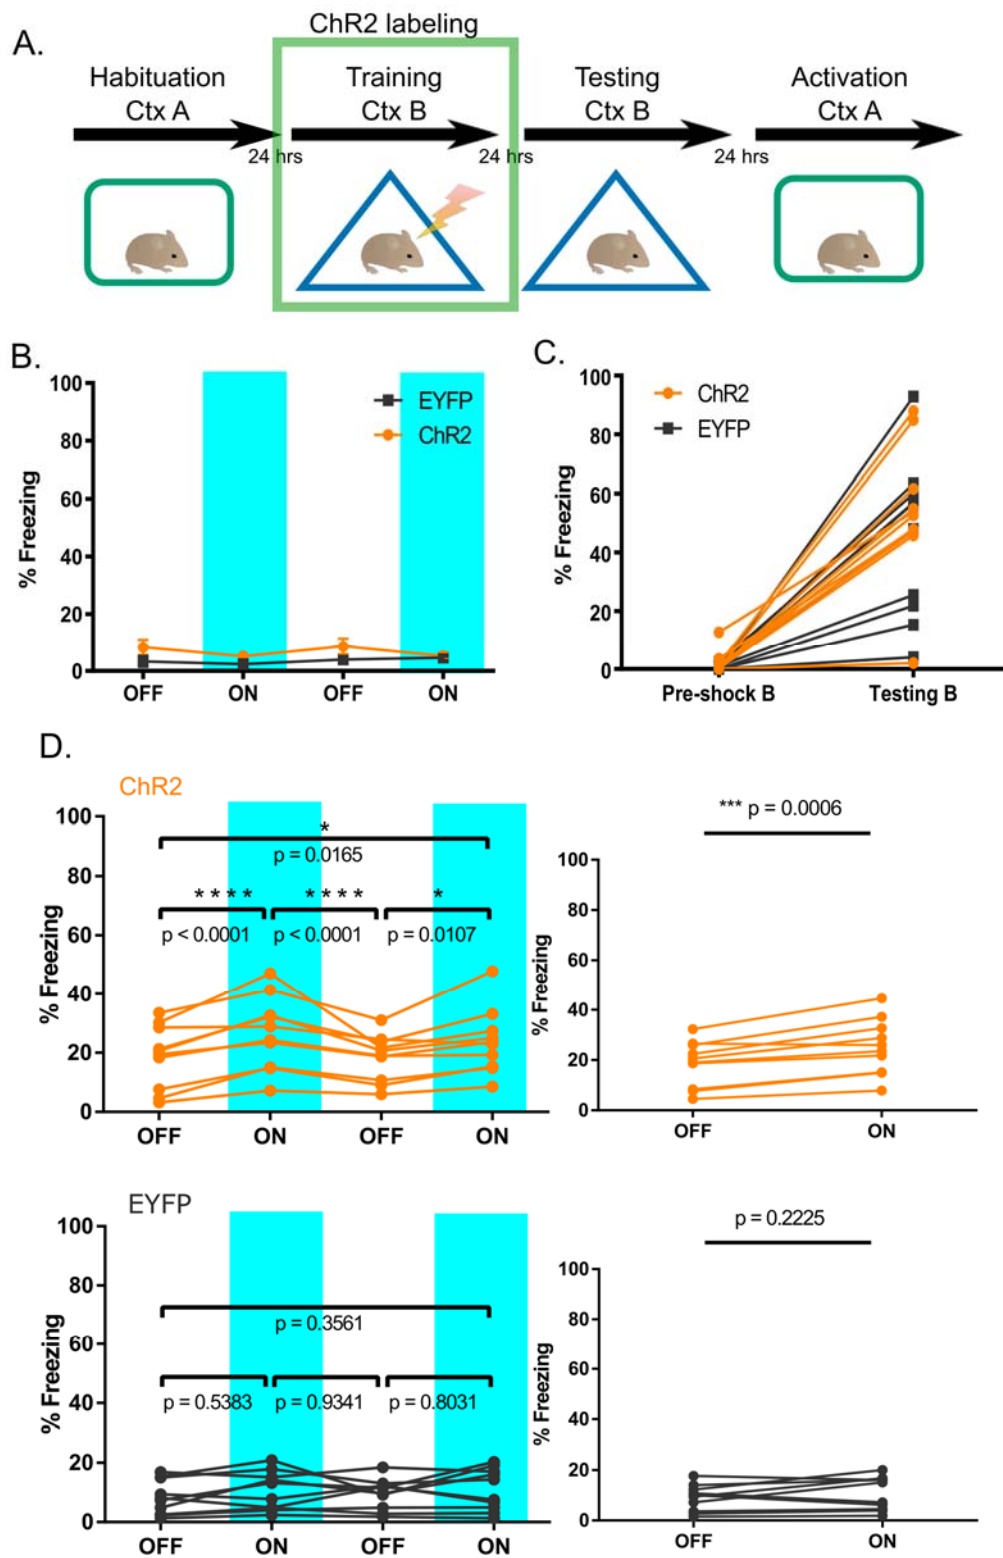 A.
ChR2 labeling
Habituation
Ctx A
Training
Ctx B
Testing
Ctx B
Activation
Ctx A
24 hrs
24 hrs
24 hrs
B.
% Freezing
100
80
60
40
20
0
EYFP
ChR2
OFF
ON
OFF
ON
C.
% Freezing
100
80
60
40
20
0
ChR2
EYFP
Pre-shock B
Testing B
D.
ChR2
% Freezing
100
80
60
40
20
0
*
p = 0.0165
****
****
*
p < 0.0001
p < 0.0001
p = 0.0107
OFF
ON
OFF
ON
*** p = 0.0006
% Freezing
100
80
60
40
20
0
OFF
ON
EYFP
% Freezing
100
80
60
40
20
0
p = 0.3561
p = 0.5383
p = 0.9341
p = 0.8031
OFF
ON
OFF
ON
p = 0.2225
% Freezing
100
80
60
40
20
0
OFF
ON